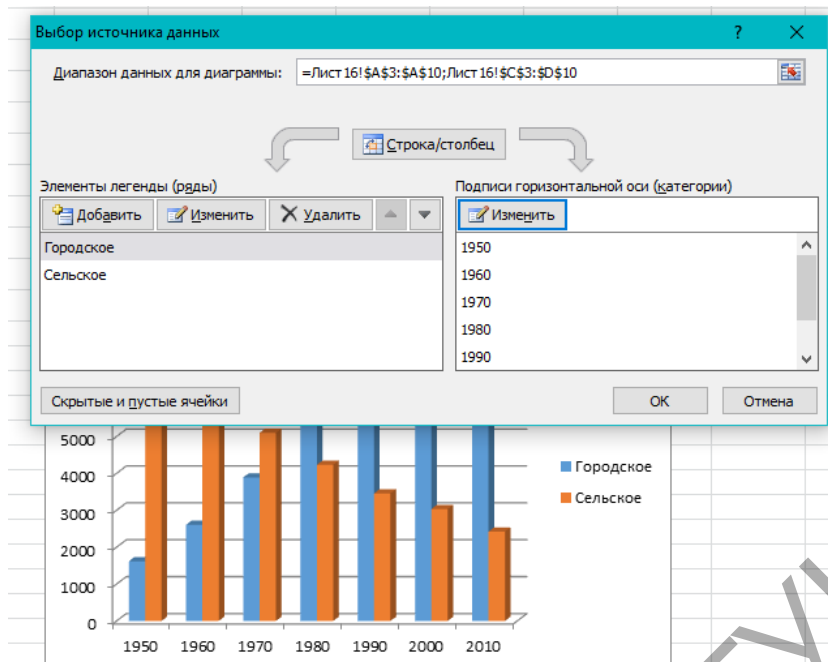 Выбор источника данных ?
Диапазон данных для диаграммы: =Лист16!$A$3:$A$10;Лист16!$C$3:$D$10
Строка/столбец
Элементы легенды (ряды) Подписи горизонтальной оси (категории)
Добавить Изменить Удалить Изменить
Городское 1950
Сельское 1960
1970
1980
1990
Скрытые и пустые ячейки ОК Отмена
5000
4000 Городское
3000 Сельское
2000
1000
0
1950 1960 1970 1980 1990 2000 2010